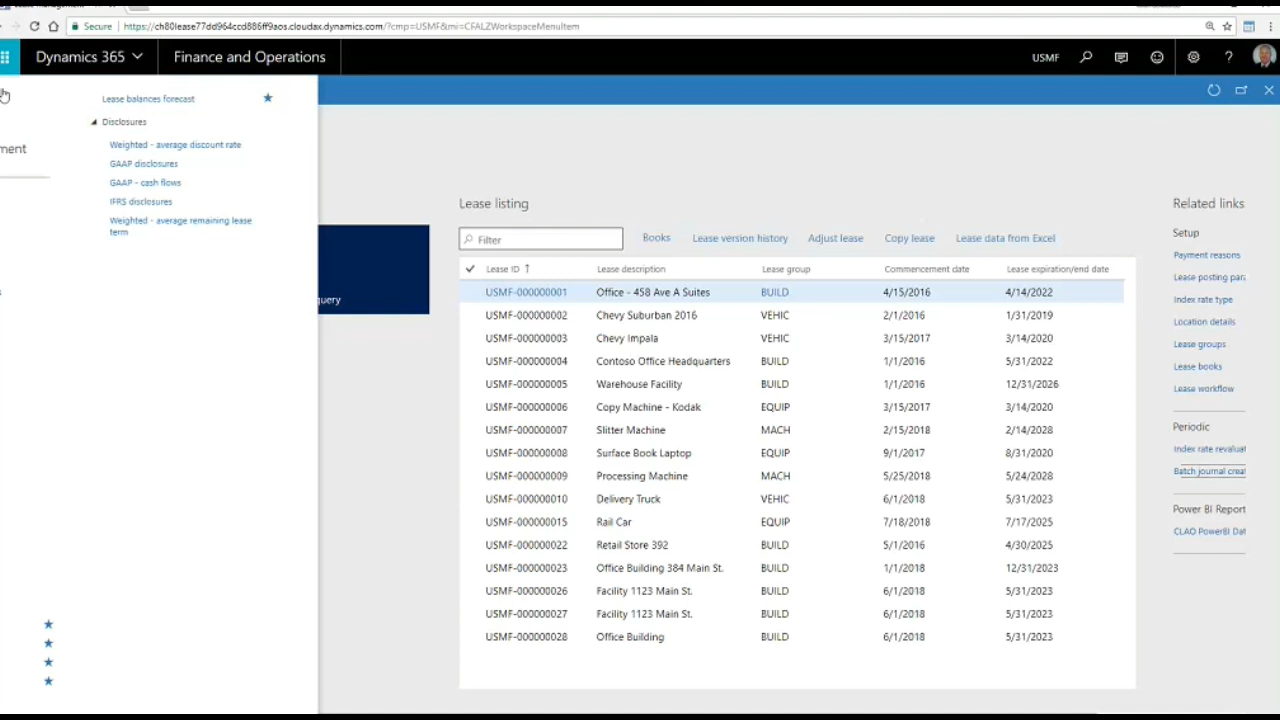 Secure | https://ch80lease77dd964ccd886ff9aos.cloudax.dynamics.com/?cmp=USMF&mi=CFALZWorkspaceMenuItem
Dynamics 365 Finance and Operations USMF ?
Lease balances forecast
Disclosures
Weighted - average discount rate
GAAP disclosures
GAAP - cash flows
IFRS disclosures
Weighted - average remaining lease
term
ment
query
Lease listing
Filter Books Lease version history Adjust lease Copy lease Lease data from Excel
Lease ID Lease description Lease group Commencement date Lease expiration/end date
USMF-000000001 Office - 458 Ave A Suites BUILD 4/15/2016 4/14/2022
USMF-000000002 Chevy Suburban 2016 VEHIC 2/1/2016 1/31/2019
USMF-000000003 Chevy Impala VEHIC 3/15/2017 3/14/2020
USMF-000000004 Contoso Office Headquarters BUILD 1/1/2016 5/31/2022
USMF-000000005 Warehouse Facility BUILD 1/1/2016 12/31/2026
USMF-000000006 Copy Machine - Kodak EQUIP 3/15/2017 3/14/2020
USMF-000000007 Slitter Machine MACH 2/15/2018 2/14/2028
USMF-000000008 Surface Book Laptop EQUIP 9/1/2017 8/31/2020
USMF-000000009 Processing Machine MACH 5/25/2018 5/24/2028
USMF-000000010 Delivery Truck VEHIC 6/1/2018 5/31/2023
USMF-000000015 Rail Car EQUIP 7/18/2018 7/17/2025
USMF-000000022 Retail Store 392 BUILD 5/1/2016 4/30/2025
USMF-000000023 Office Building 384 Main St. BUILD 1/1/2018 12/31/2023
USMF-000000026 Facility 1123 Main St. BUILD 6/1/2018 5/31/2023
USMF-000000027 Facility 1123 Main St. BUILD 6/1/2018 5/31/2023
USMF-000000028 Office Building BUILD 6/1/2018 5/31/2023
Related links
Setup
Payment reasons
Lease posting para
Index rate type
Location details
Lease groups
Lease books
Lease workflow
Periodic
Index rate revaluat
Batch journal creat
Power BI Report
CLAO PowerBI Dat